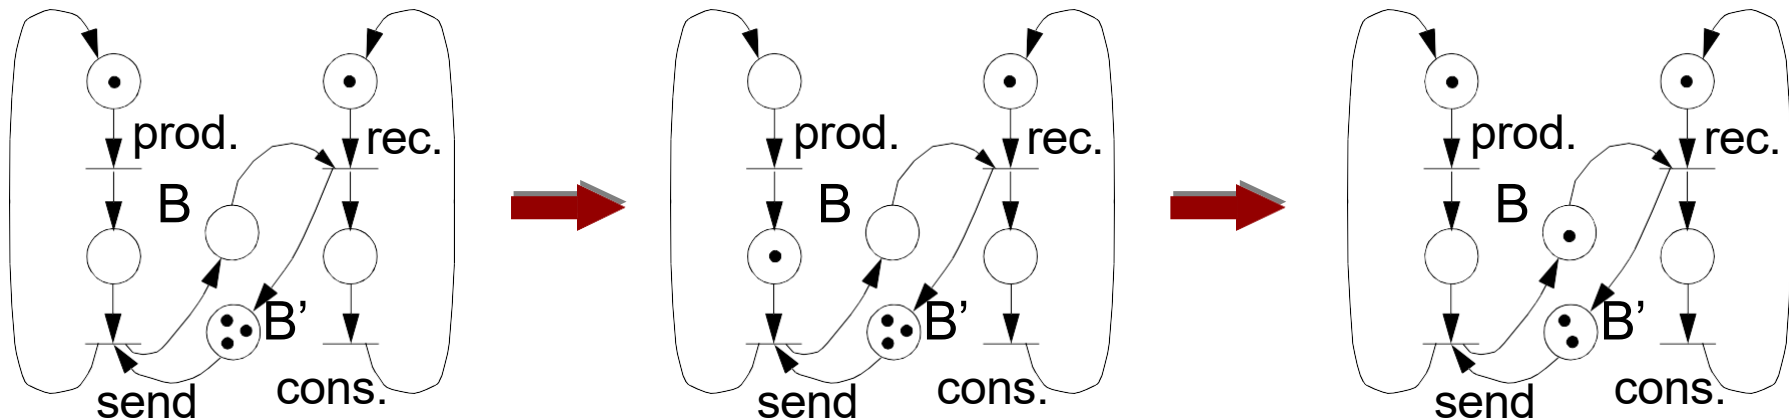 prod. rec.
B
B’
cons.
send
prod. rec.
B
B’
cons.
send
prod. rec.
B
B’
cons.
send